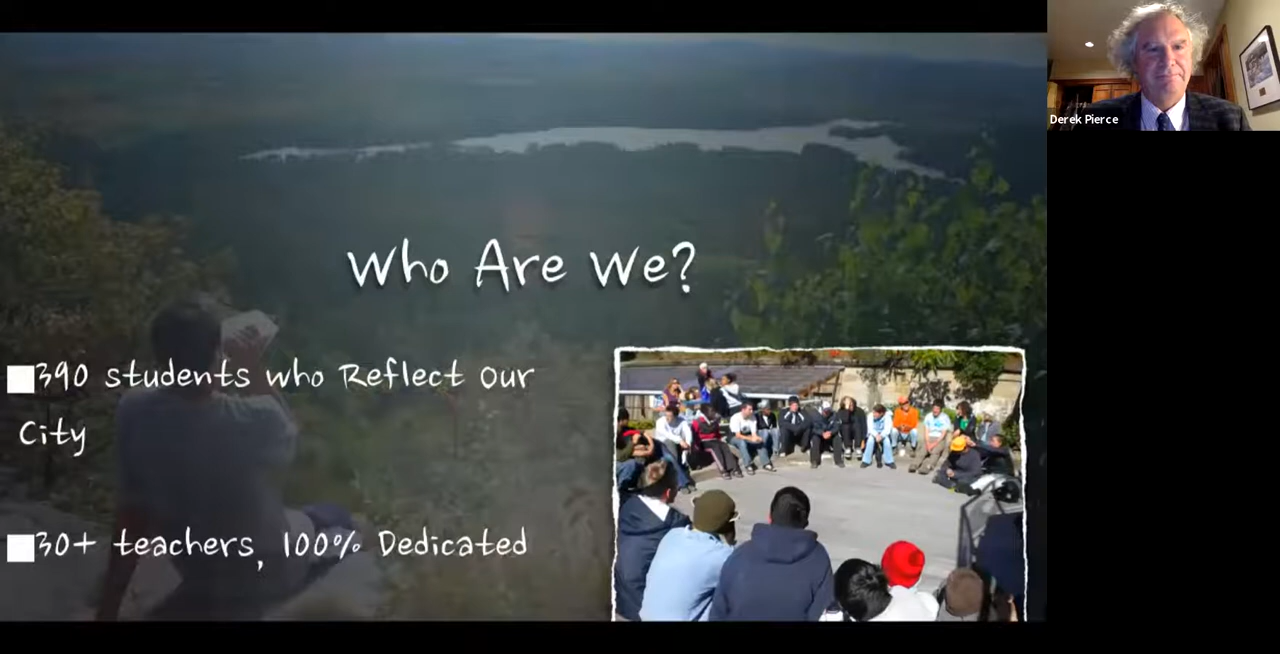 Derek Pierce
Who Are We?
390 students who Reflect Our
City
30+ teachers, 100% Dedicated